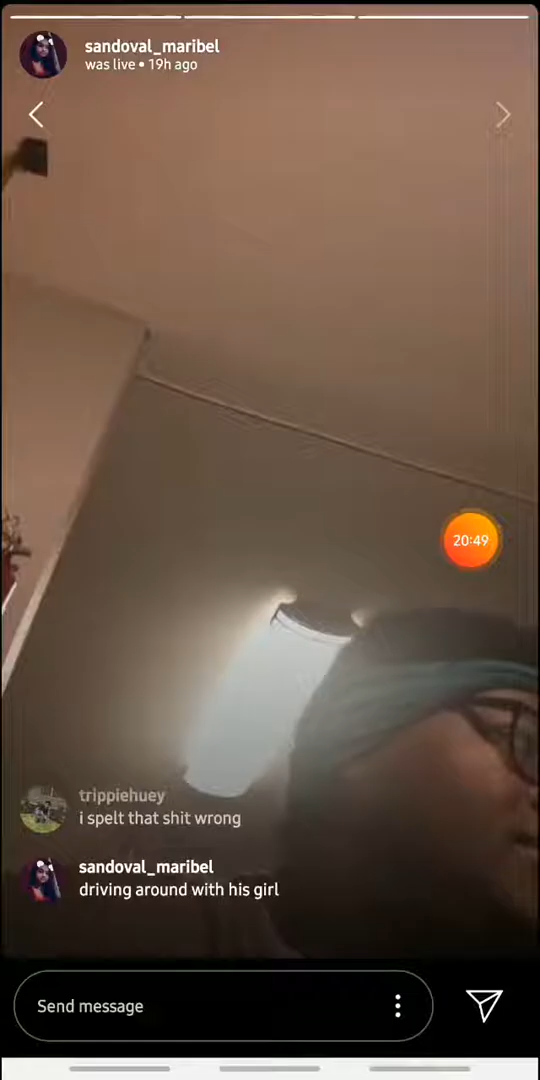 sandoval_maribel
was live • 19h ago
20:49
trippiehuey
i spelt that shit wrong
sandoval_maribel
driving around with his girl
Send message